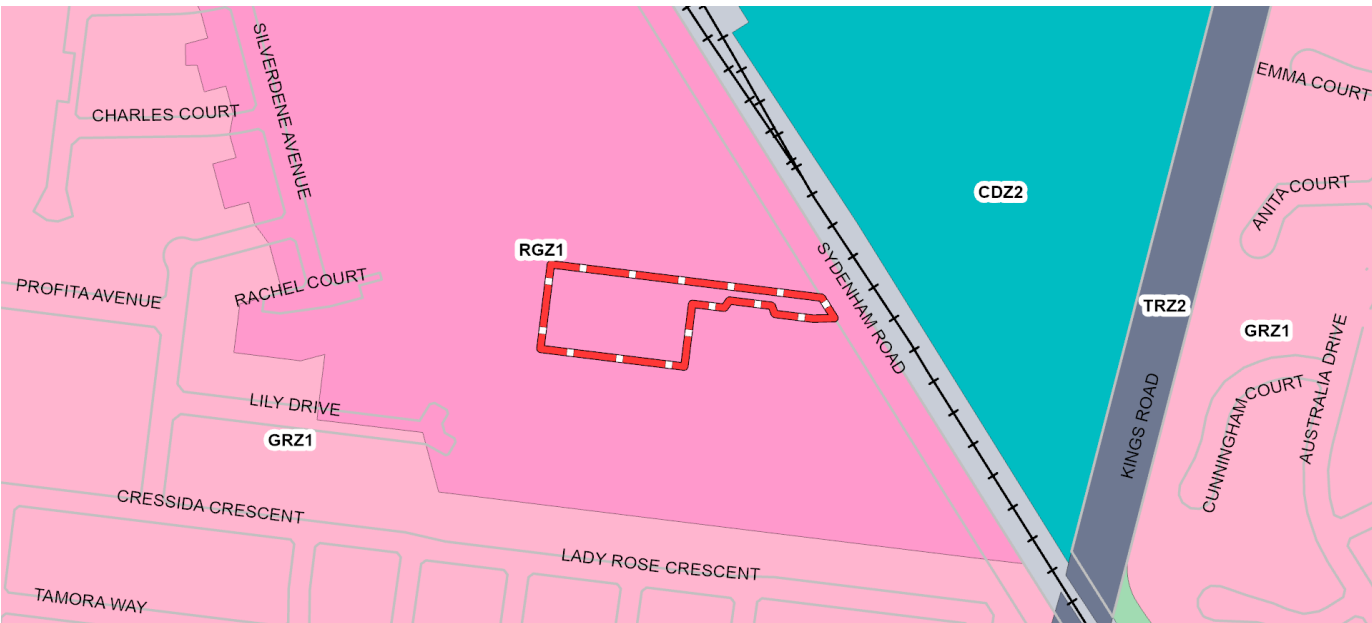 SILVERDENE AVENUE
EMMA COURT
CHARLES COURT
CDZ2
ANITA COURT
RGZ1
SYDENHAM ROAD
RACHEL COURT
PROFITA AVENUE
TRZ2
GRZ1
AUSTRALIA DRIVE
CUNNINGHAM COURT
KINGS ROAD
LILY DRIVE
GRZ1
CRESSIDA CRESCENT
LADY ROSE CRESCENT
TAMORA WAY